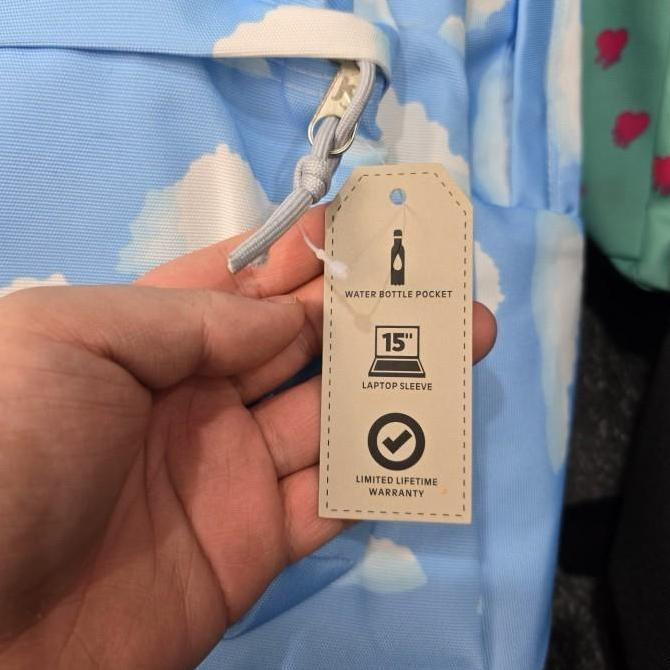 WATER BOTTLE POCKET
15"
LAPTOP SLEEVE
LIMITED LIFETIME
WARRANTY